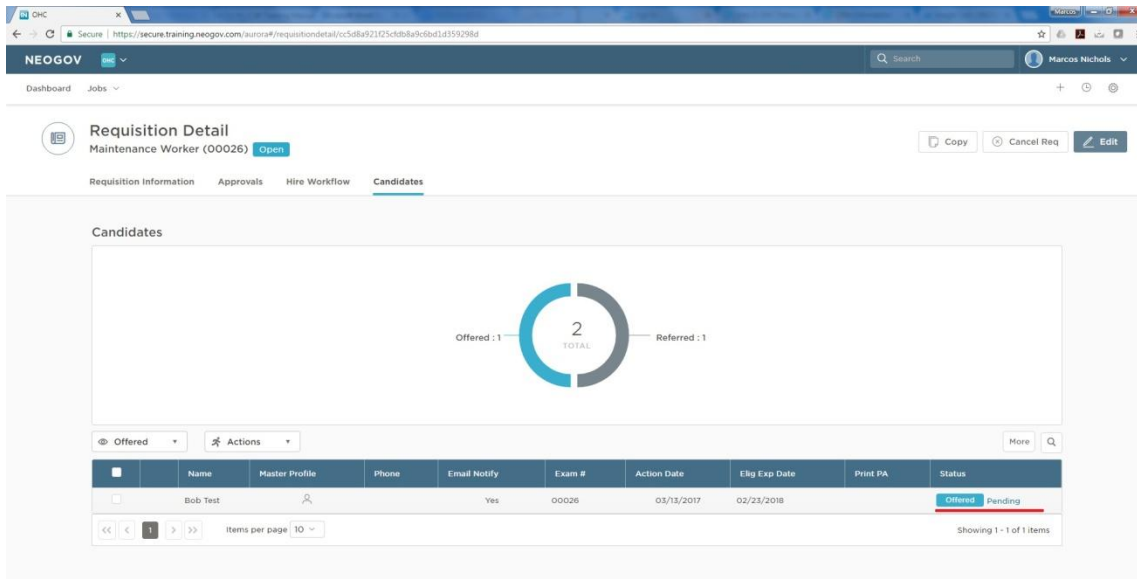 OHC
Marcos
Secure | https://secure.training.neogov.com/aurora#/requisitiondetail/cc5d8a921f25cfdb8a9c6bd1d359298d
NEOGOV OHC Search Marcos Nichols
Dashboard Jobs
Requisition Detail
Maintenance Worker (00026) Open
Copy Cancel Req Edit
Requisition Information Approvals Hire Workflow Candidates
Candidates
Offered : 1 2 Referred : 1
TOTAL
Offered Actions More
Name Master Profile Phone Email Notify Exam # Action Date Elig Exp Date Print PA Status
Bob Test Yes 00026 03/13/2017 02/23/2018 Offered Pending
<< < 1 > >> Items per page 10 Showing 1 - 1 of 1 items